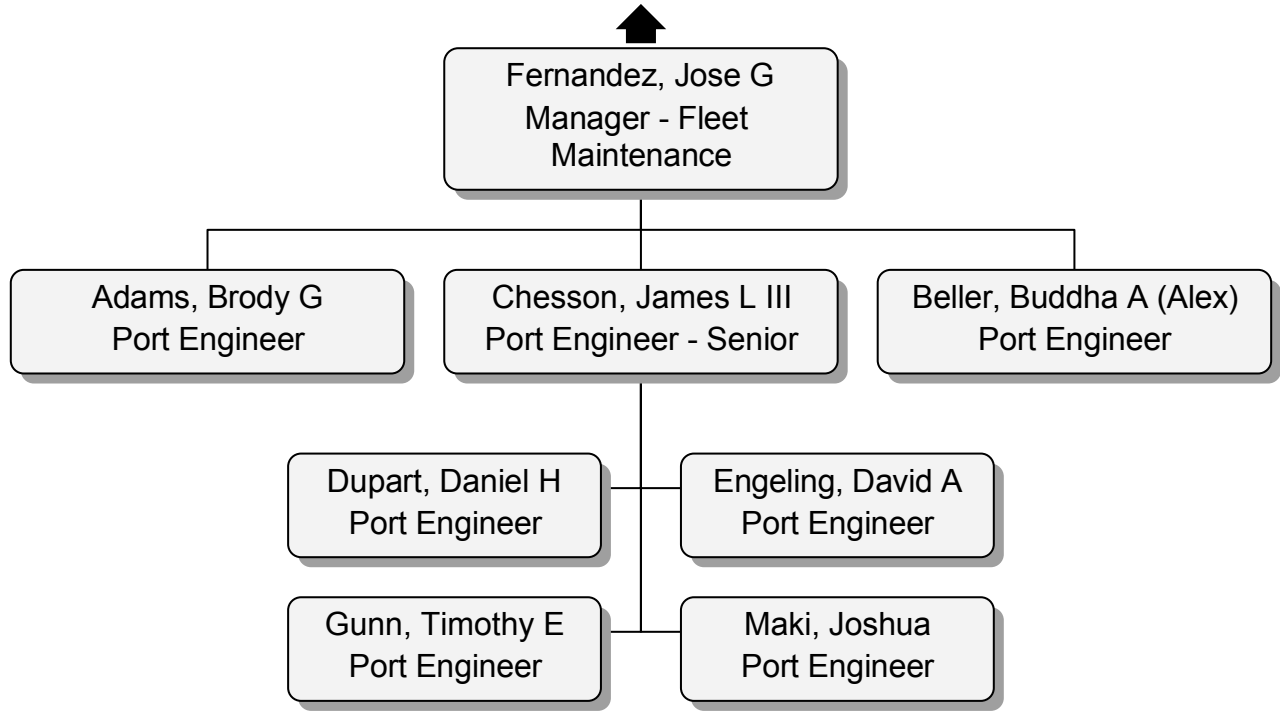 Fernandez, Jose G
Manager - Fleet
Maintenance
Adams, Brody G
Port Engineer
Chesson, James L III
Port Engineer - Senior
Beller, Buddha A (Alex)
Port Engineer
Dupart, Daniel H
Port Engineer
Engeling, David A
Port Engineer
Gunn, Timothy E
Port Engineer
Maki, Joshua
Port Engineer